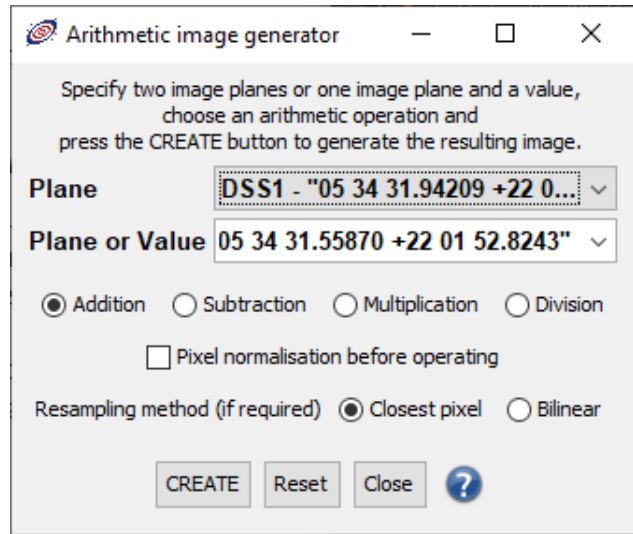 Arithmetic image generator
Specify two image planes or one image plane and a value,
choose an arithmetic operation and
press the CREATE button to generate the resulting image.
Plane DSS1 - "05 34 31.94209 +22 0...
Plane or Value 05 34 31.55870 +22 01 52.8243"
Addition Subtraction Multiplication Division
Pixel normalisation before operating
Resampling method (if required) Closest pixel Bilinear
CREATE Reset Close ?